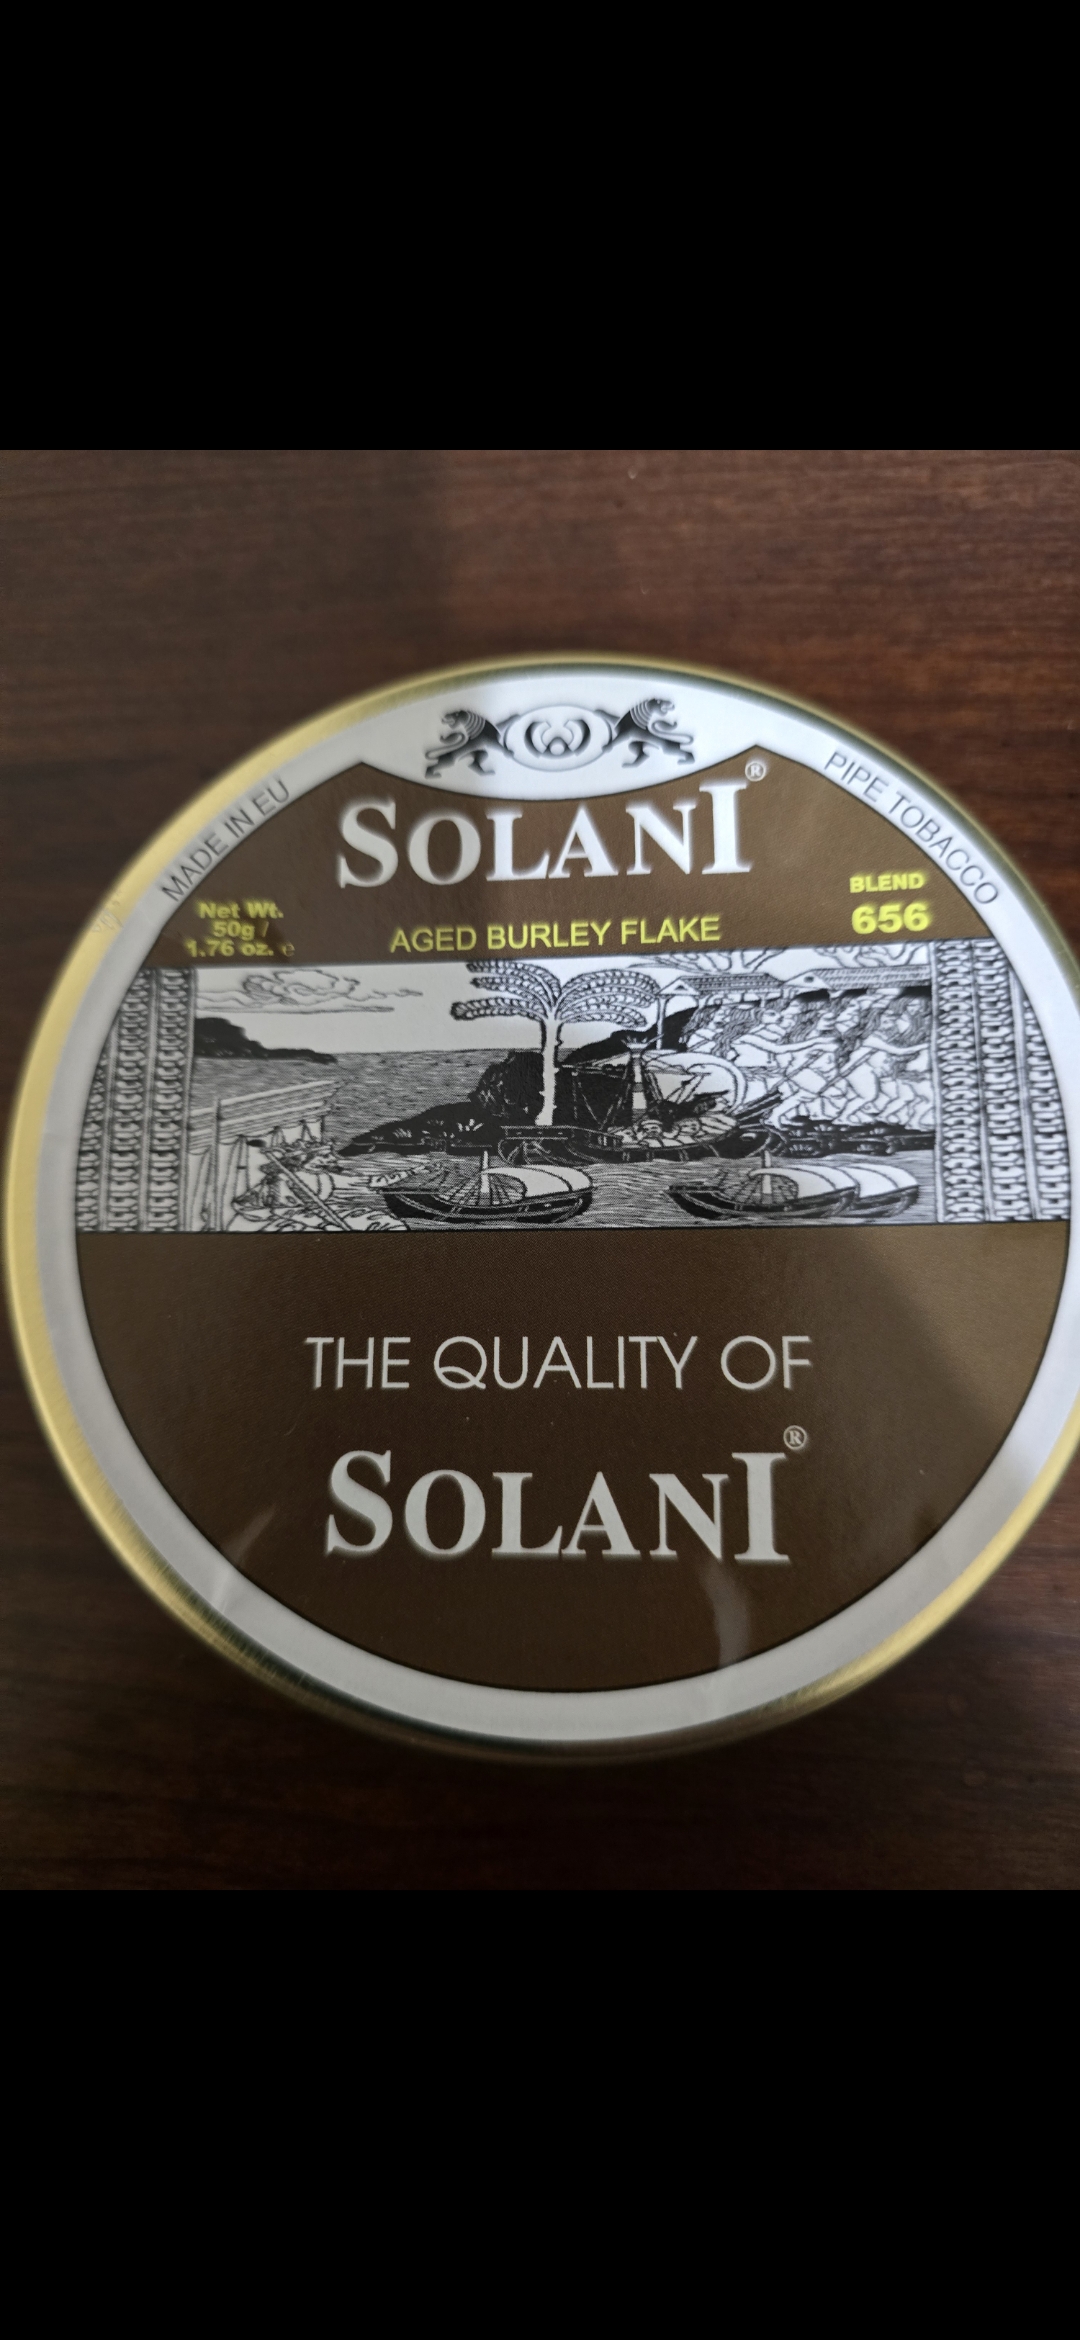 MADE IN EU
PIPE TOBACCO
SOLANI®
Net Wt.
50g /
1.76 oz. e
AGED BURLEY FLAKE
BLEND
656
THE QUALITY OF
SOLANI®